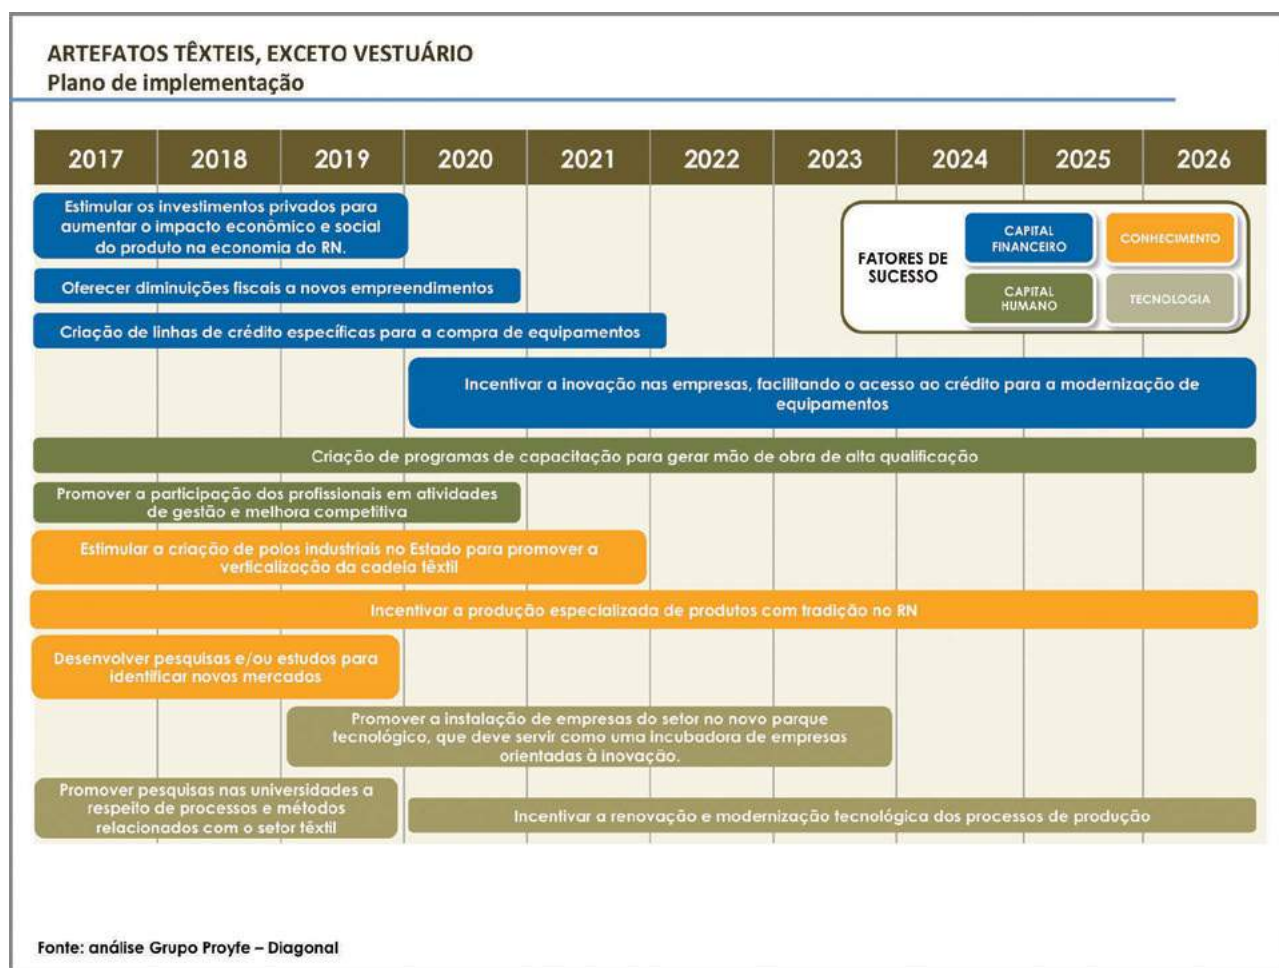 ARTEFATOS TÊXTEIS, EXCETO VESTUÁRIO
Plano de implementação
2017 2018 2019 2020 2021 2022 2023 2024 2025 2026
Estimular os investimentos privados para
aumentar o impacto econômico e social
do produto na economia do RN.
FATORES DE
SUCESSO
CAPITAL
FINANCEIRO
CONHECIMENTO
CAPITAL
HUMANO
TECNOLOGIA
Oferecer diminuições fiscais a novos empreendimentos
Criação de linhas de crédito específicas para a compra de equipamentos
Incentivar a inovação nas empresas, facilitando o acesso ao crédito para a modernização de
equipamentos
Criação de programas de capacitação para gerar mão de obra de alta qualificação
Promover a participação dos profissionais em atividades
de gestão e melhora competitiva
Estimular a criação de polos industriais no Estado para promover a
verticalização da cadeia têxtil
Incentivar a produção especializada de produtos com tradição no RN
Desenvolver pesquisas e/ou estudos para
identificar novos mercados
Promover a instalação de empresas do setor no novo parque
tecnológico, que deve servir como uma incubadora de empresas
orientadas à inovação.
Promover pesquisas nas universidades a
respeito de processos e métodos
relacionados com o setor têxtil
Incentivar a renovação e modernização tecnológica dos processos de produção
Fonte: análise Grupo Proyfe – Diagonal